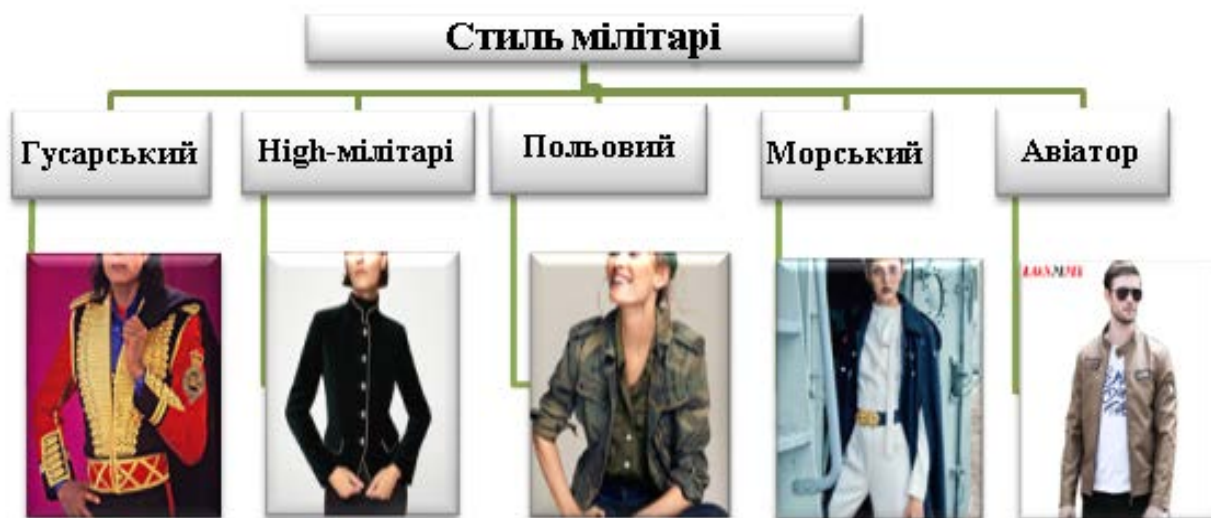 Стиль мілітарі
Гусарський
High-мілітарі
Польовий
Морський
Авіатор